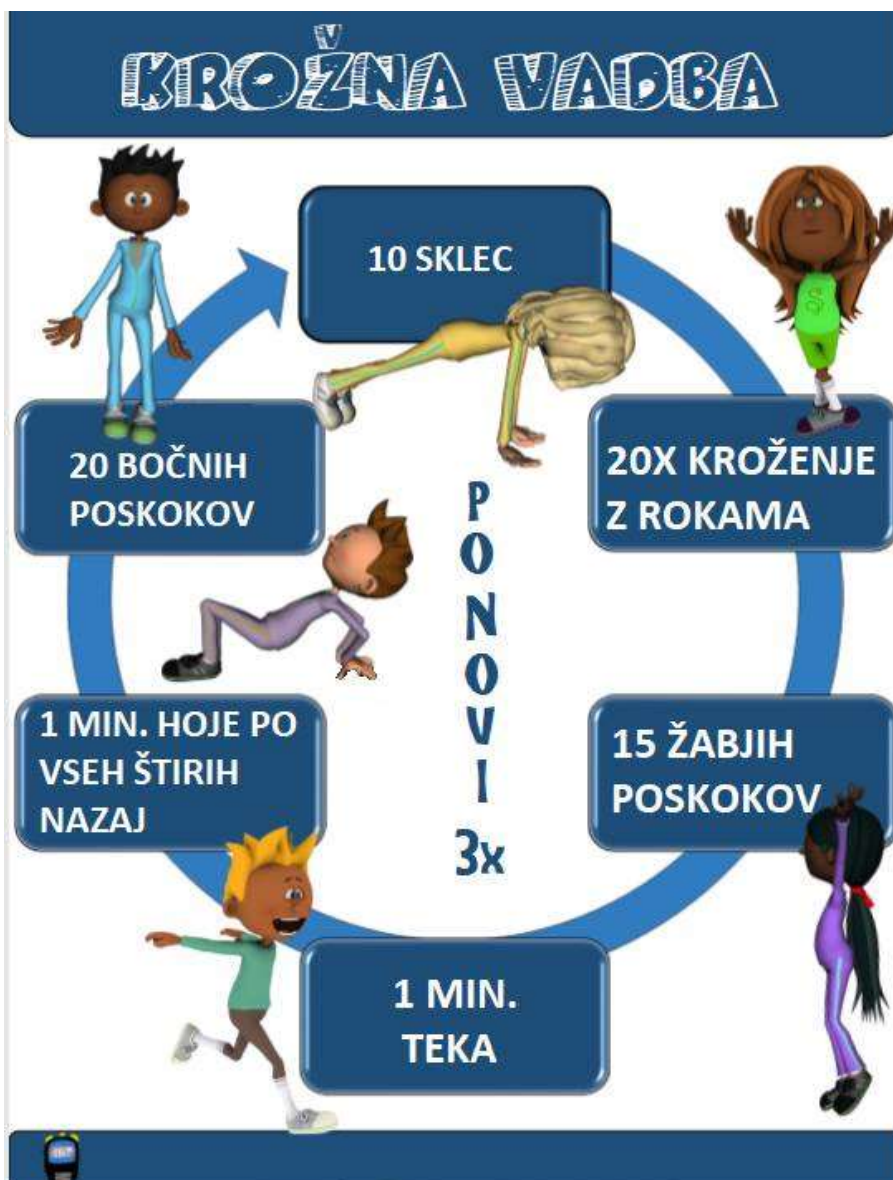 KROŽNA VADBA
10 SKLEC
20X KROŽENJE
Z ROKAMA
15 ŽABJIH
POSKOKOV
1 MIN.
TEKA
1 MIN. HOJE PO
VSEH ŠTIRIH
NAZAJ
20 BOČNIH
POSKOKOV
PONOVI
3x